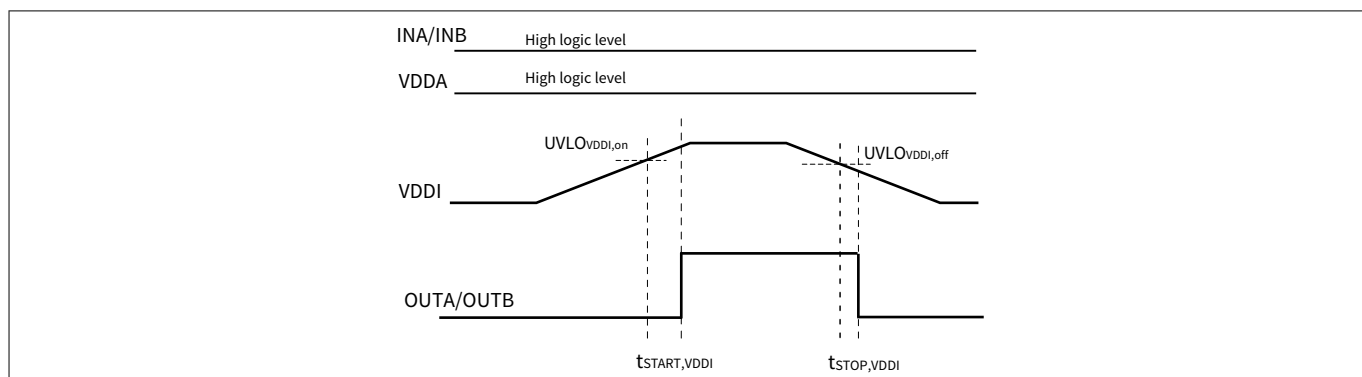 INA/INB High logic level
VDDA High logic level
UVLOVDDI,on UVLOVDDI,off
VDDI
OUTA/OUTB
tSTART,VDDI tSTOP,VDDI